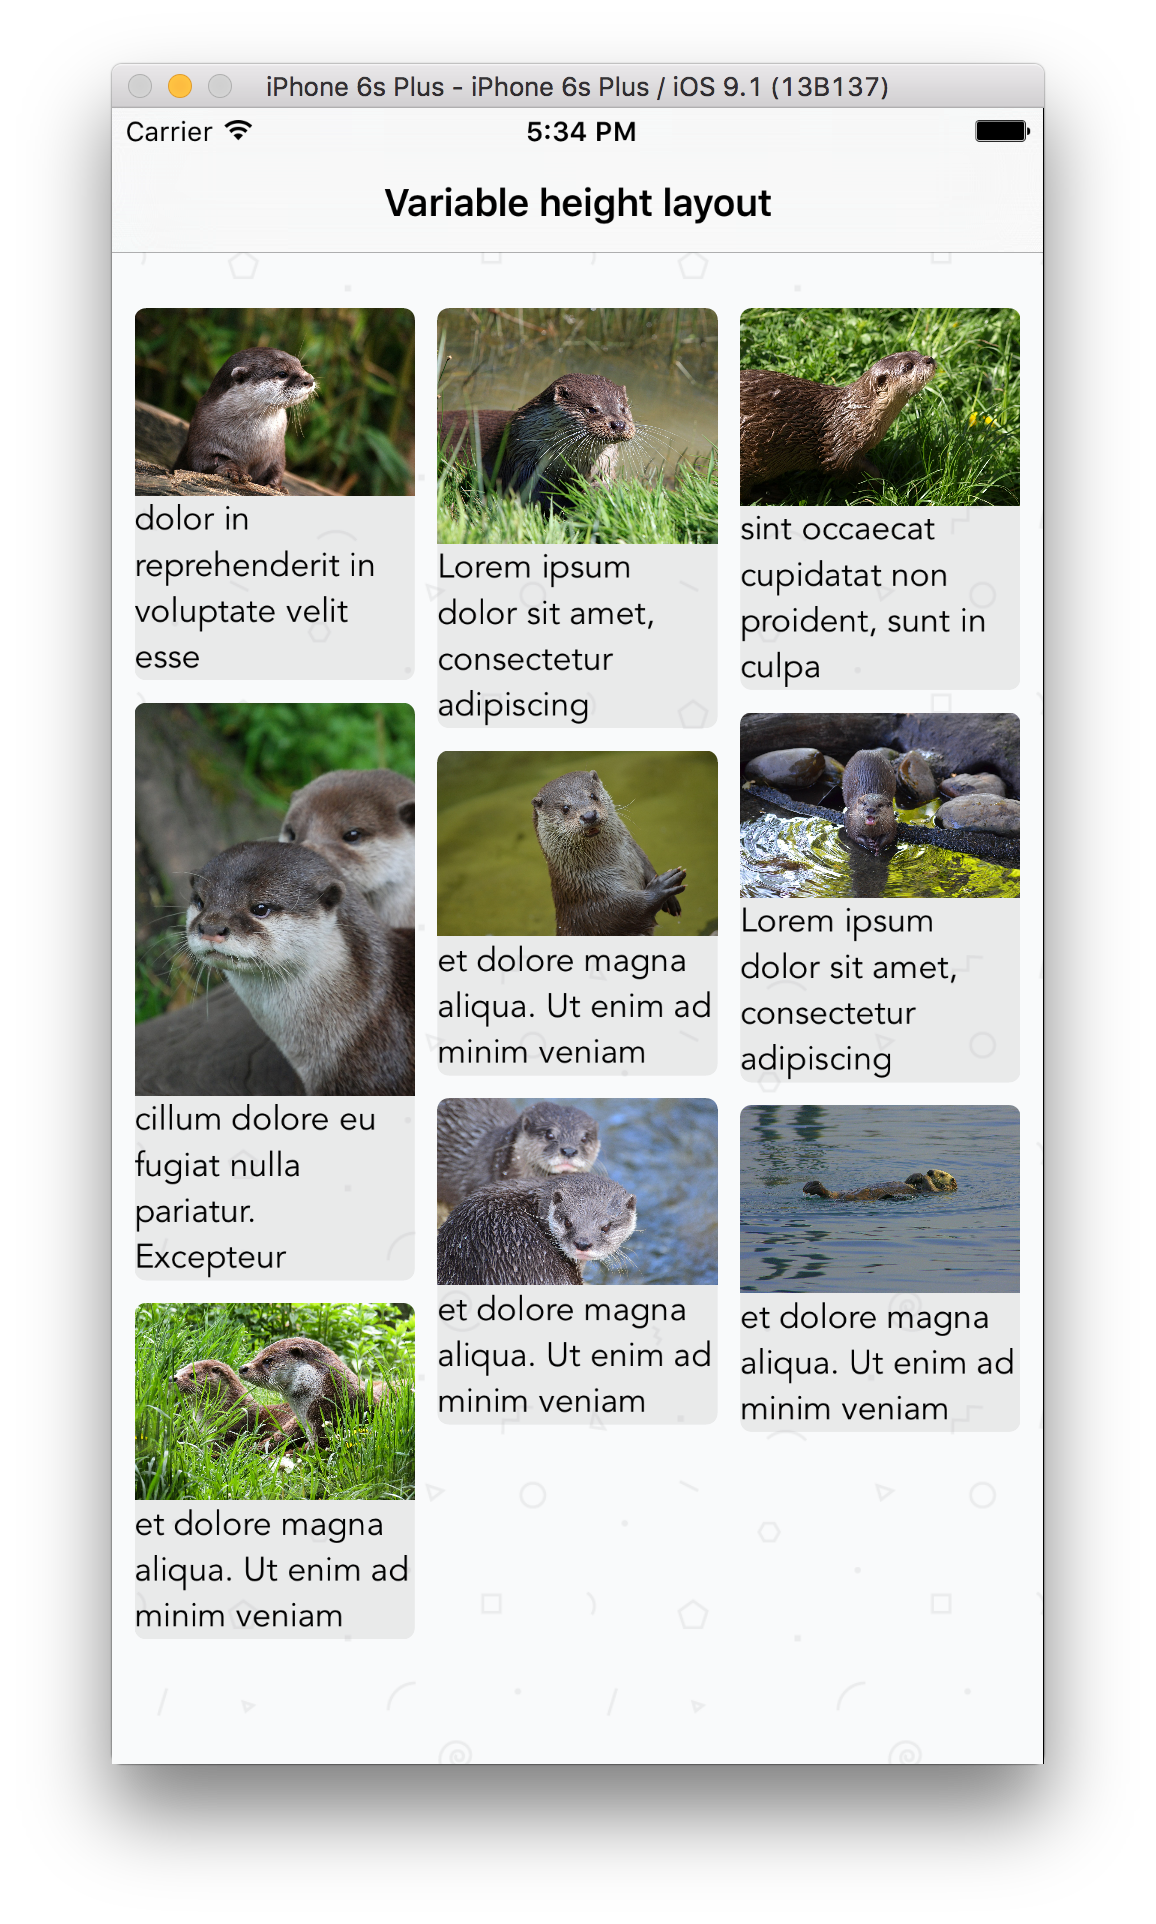 iPhone 6s Plus - iPhone 6s Plus / iOS 9.1 (13B137)
Carrier
5:34 PM
Variable height layout
dolor in
reprehenderit in
voluptate velit
esse
cillum dolore eu
fugiat nulla
pariatur.
Excepteur
et dolore magna
aliqua. Ut enim ad
minim veniam
Lorem ipsum
dolor sit amet,
consectetur
adipiscing
et dolore magna
aliqua. Ut enim ad
minim veniam
et dolore magna
aliqua. Ut enim ad
minim veniam
sint occaecat
cupidatat non
proident, sunt in
culpa
Lorem ipsum
dolor sit amet,
consectetur
adipiscing
et dolore magna
aliqua. Ut enim ad
minim veniam